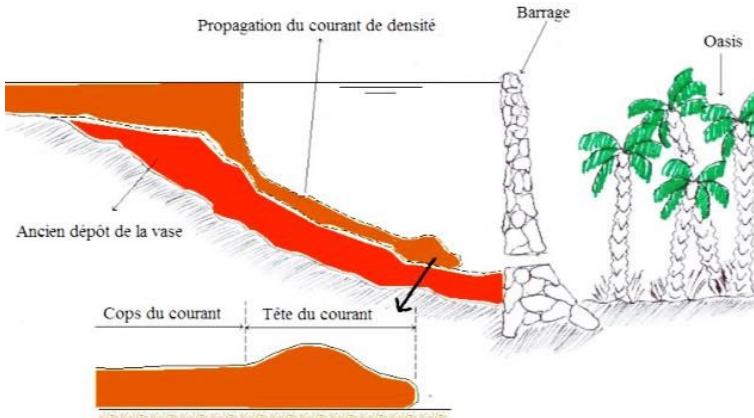 Barrage
Propagation du courant de densité
Oasis
Ancien dépôt de la vase
Cops du courant
Tête du courant